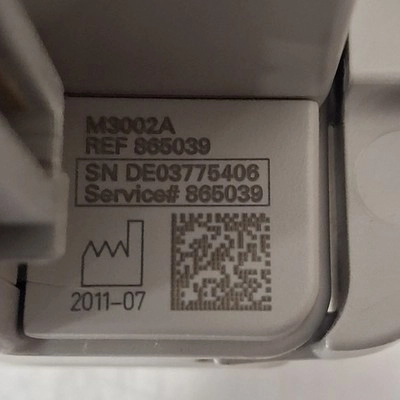 M3002A
REF 865039
SN DE03775406
Service# 865039
2011-07